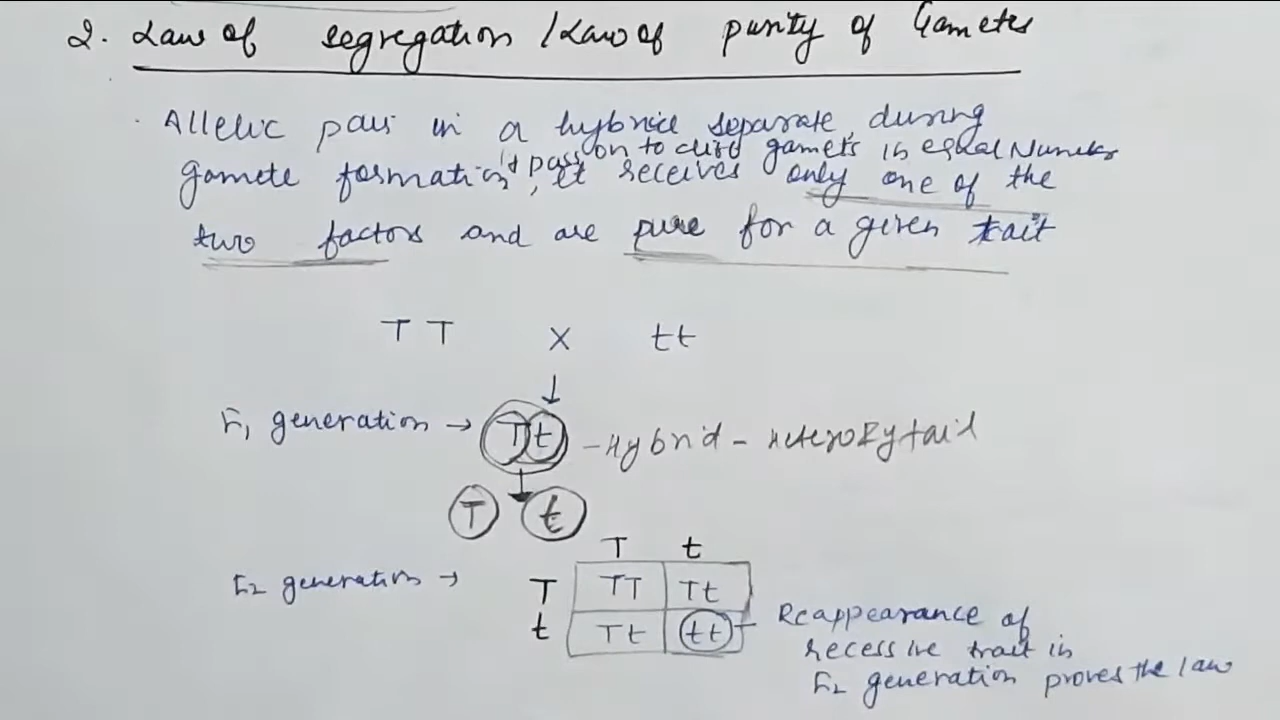 2. Law of segregation / Law of purity of Gametes
Allelic pair in a hybrid separate during
gamete formation, it receives only one of the
& pass on to diff gamets in equal Numbers
two factors and are pure for a given trait
TT X tt
F1 generation → Tt - Hybrid -
T t
T t
F2 generation → T TT Tt
t Tt tt - Reappearance of
recessive trait in
F2 generation proves the law